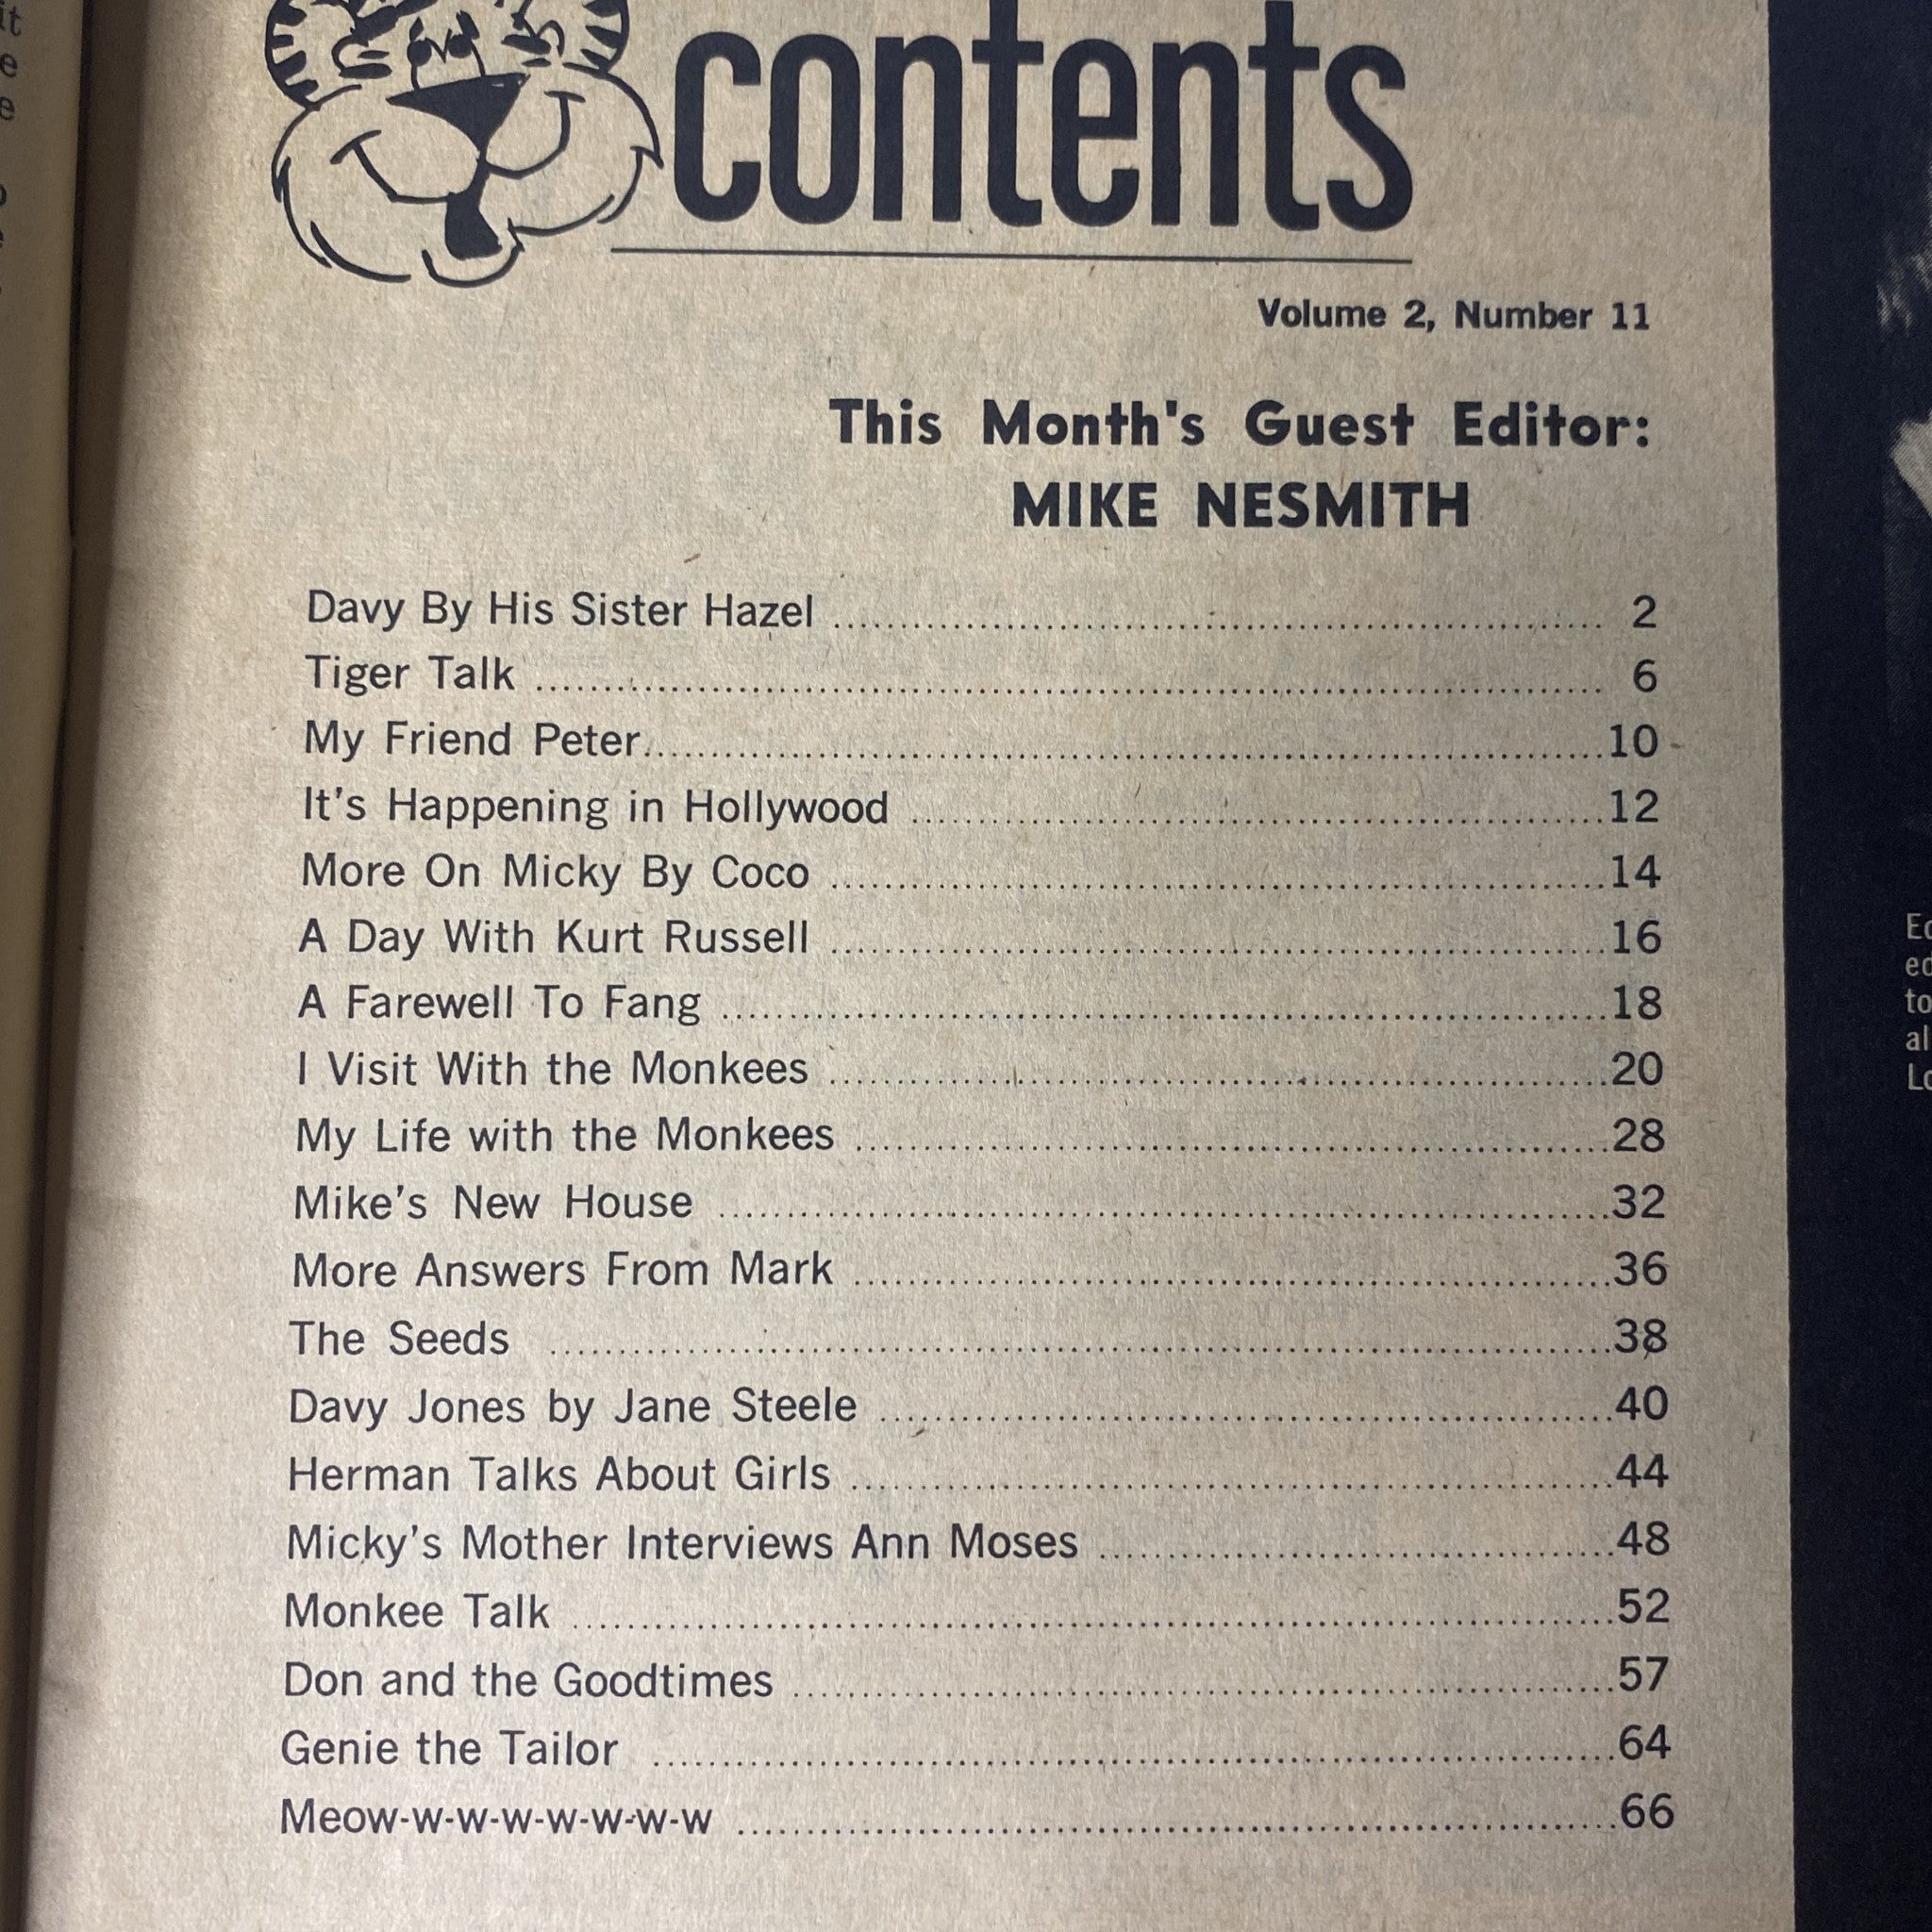 contents
Volume 2, Number 11
This Month's Guest Editor:
MIKE NESMITH
Davy By His Sister Hazel 2
Tiger Talk 6
My Friend Peter 10
It's Happening in Hollywood 12
More On Micky By Coco 14
A Day With Kurt Russell 16
A Farewell To Fang 18
I Visit With the Monkees 20
My Life with the Monkees 28
Mike's New House 32
More Answers From Mark 36
The Seeds 38
Davy Jones by Jane Steele 40
Herman Talks About Girls 44
Micky's Mother Interviews Ann Moses 48
Monkee Talk 52
Don and the Goodtimes 57
Genie the Tailor 64
Meow-w-w-w-w-w-w-w 66